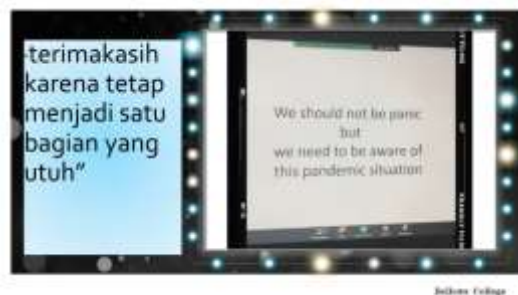 terimakasih
karena tetap
menjadi satu
bagian yang
utuh"
We should not be panic
but
we need to be aware of
this pandemic situation